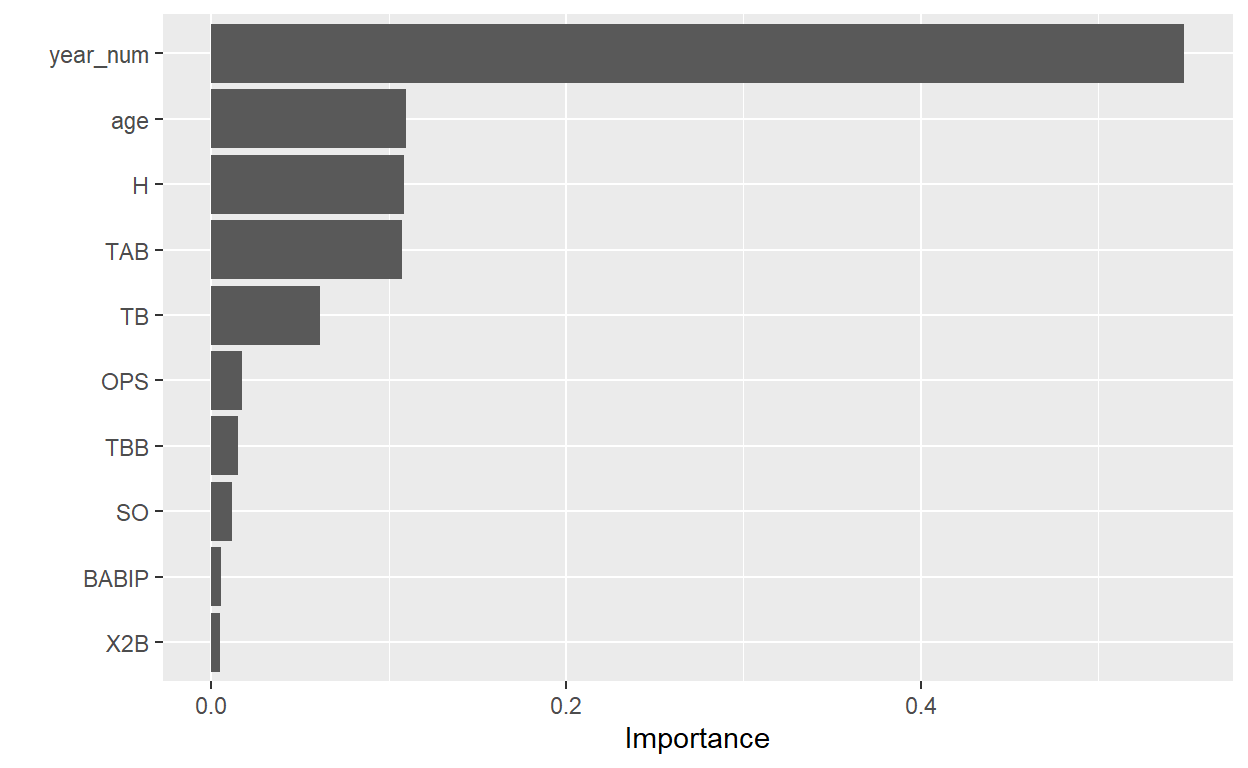 year_num
age
H
TAB
TB
OPS
TBB
SO
BABIP
X2B
0.0 0.2 0.4
Importance